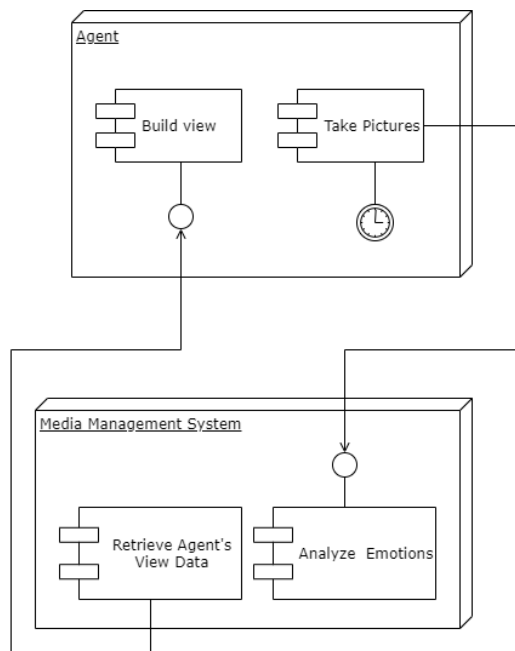 Agent
Build view
Take Pictures
Media Management System
Retrieve Agent's
View Data
Analyze Emotions